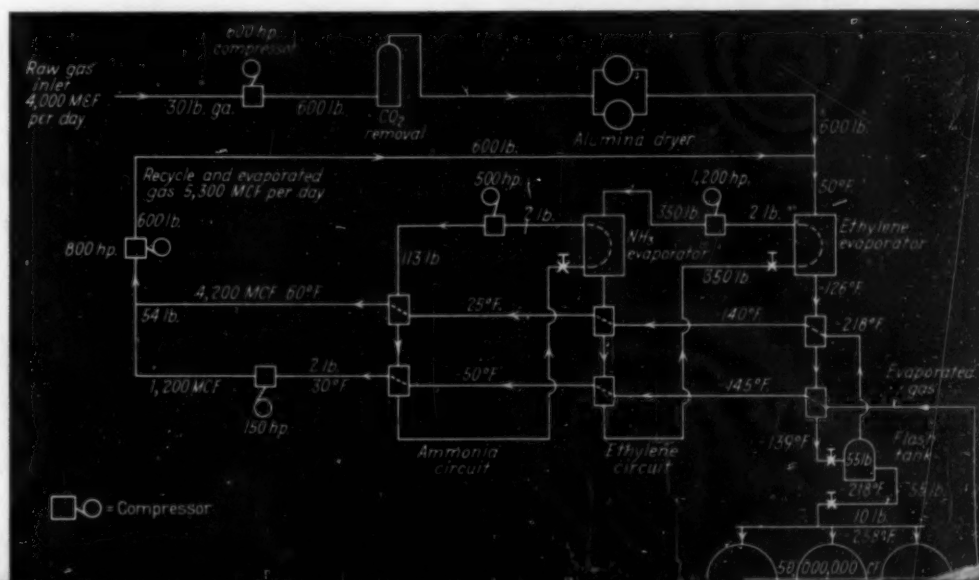 600 hp.
compressor
Raw gas
inlet
4,000 MCF
per day
30 lb. ga.
600 lb.
CO₂
removal
Alumina dryer
600 lb.
600 lb.
Recycle and evaporated
gas 5,300 MCF per day
500 hp.
1,200 hp.
50°F.
600 lb.
2 lb.
350 lb.
2 lb.
Ethylene
evaporator
NH₃
evaporator
800 hp.
113 lb
350 lb
-126°F.
4,200 MCF 60°F
25°F.
-140°F
-218°F.
54 lb.
2 lb.
30°F
-50°F.
-145°F
Evaporated
gas
1,200 MCF
150 hp.
-139°F
Flash
tank
Ammonia
circuit
Ethylene
circuit
55 lb
-218°F
55 lb.
= Compressor
10 lb.
-258°F.